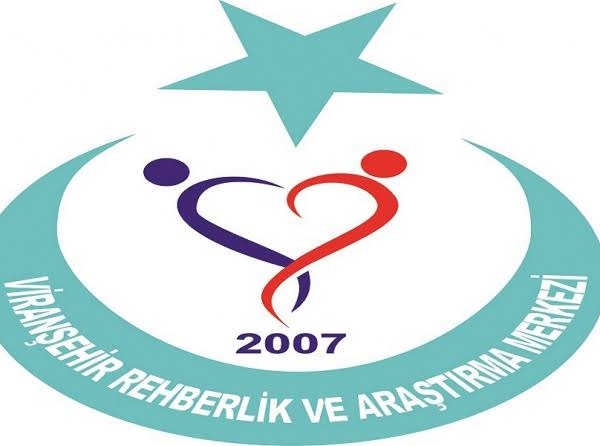 2007
VİRANŞEHİR REHBERLİK VE ARAŞTIRMA MERKEZİ